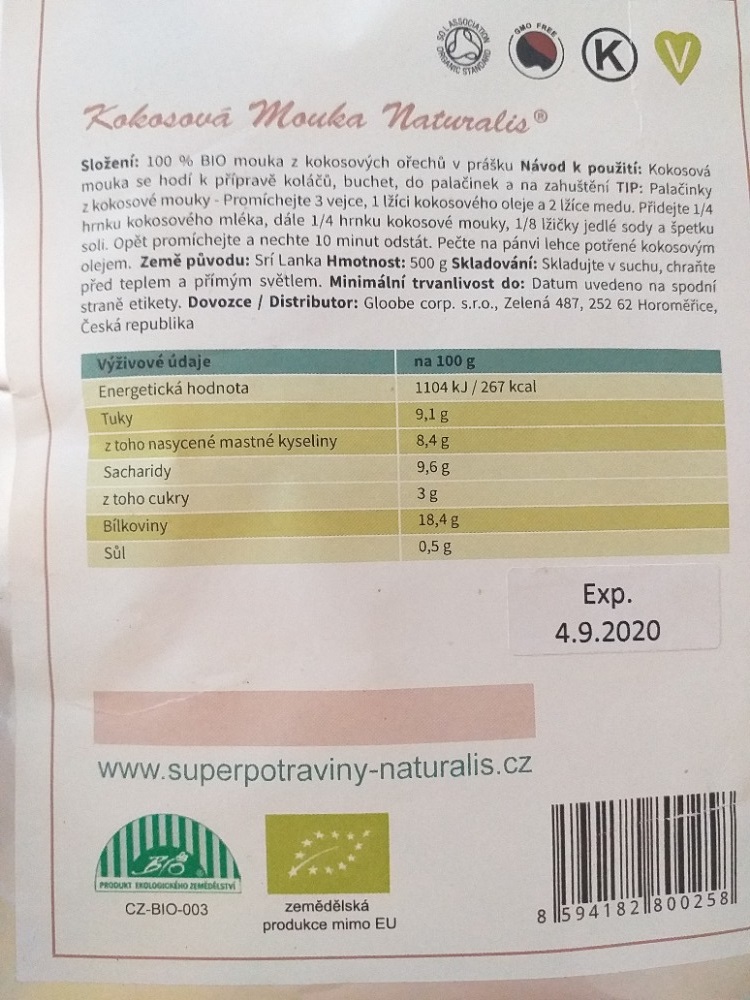 SOIL ASSOCIATION
ORGANIC STANDARD
GMO FREE
K
V
Kokosová Mouka Naturalis®
Složení: 100 % BIO mouka z kokosových ořechů v prášku Návod k použití: Kokosová
mouka se hodí k přípravě koláčů, buchet, do palačinek a na zahuštění TIP: Palačinky
z kokosové mouky - Promíchejte 3 vejce, 1 lžíci kokosového oleje a 2 lžíce medu. Přidejte 1/4
hrnku kokosového mléka, dále 1/4 hrnku kokosové mouky, 1/8 lžičky jedlé sody a špetku
soli. Opět promíchejte a nechte 10 minut odstát. Pečte na pánvi lehce potřené kokosovým
olejem. Země původu: Srí Lanka Hmotnost: 500 g Skladování: Skladujte v suchu, chraňte
před teplem a přímým světlem. Minimální trvanlivost do: Datum uvedeno na spodní
straně etikety. Dovozce / Distributor: Gloobe corp. s.r.o., Zelená 487, 252 62 Horoměřice,
Česká republika
Výživové údaje na 100 g
Energetická hodnota 1104 kJ / 267 kcal
Tuky 9,1 g
z toho nasycené mastné kyseliny 8,4 g
Sacharidy 9,6 g
z toho cukry 3 g
Bílkoviny 18,4 g
Sůl 0,5 g
Exp.
4.9.2020
www.superpotraviny-naturalis.cz
BIO
PRODUKT EKOLOGICKÉHO ZEMĚDĚLSTVÍ
CZ-BIO-003
zemědělská
produkce mimo EU
8 594182 800258